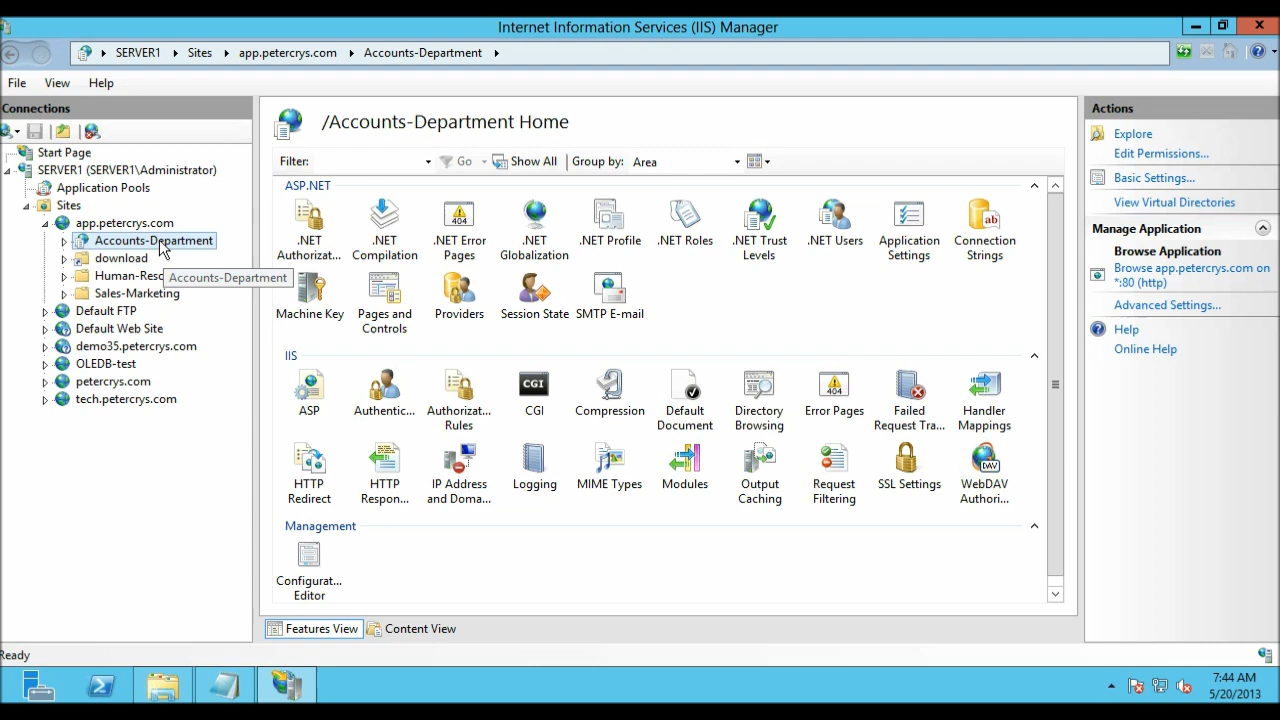 Internet Information Services (IIS) Manager
SERVER1 Sites app.petercrys.com Accounts-Department
File View Help
Connections
Start Page
SERVER1 (SERVER1\Administrator)
Application Pools
Sites
app.petercrys.com
Accounts-Department
download
Human-Reso
Accounts-Department
Sales-Marketing
Default FTP
Default Web Site
demo35.petercrys.com
OLEDB-test
petercrys.com
tech.petercrys.com
/Accounts-Department Home
Filter: Go Show All Group by: Area
ASP.NET
.NET Authorizat...
.NET Compilation
404
.NET Error Pages
.NET Globalization
.NET Profile
.NET Roles
.NET Trust Levels
.NET Users
Application Settings
ab
Connection Strings
Machine Key
Pages and Controls
Providers
Session State
SMTP E-mail
IIS
ASP
Authentic...
Authorizat... Rules
CGI
CGI
Compression
Default Document
Directory Browsing
404
Error Pages
Failed Request Tra...
Handler Mappings
HTTP Redirect
HTTP Respon...
IP Address and Doma...
Logging
MIME Types
Modules
Output Caching
Request Filtering
SSL Settings
DAV
WebDAV Authori...
Management
Configurat... Editor
Features View Content View
Actions
Explore
Edit Permissions...
Basic Settings...
View Virtual Directories
Manage Application
Browse Application
Browse app.petercrys.com on
*:80 (http)
Advanced Settings...
Help
Online Help
Ready
7:44 AM
5/20/2013